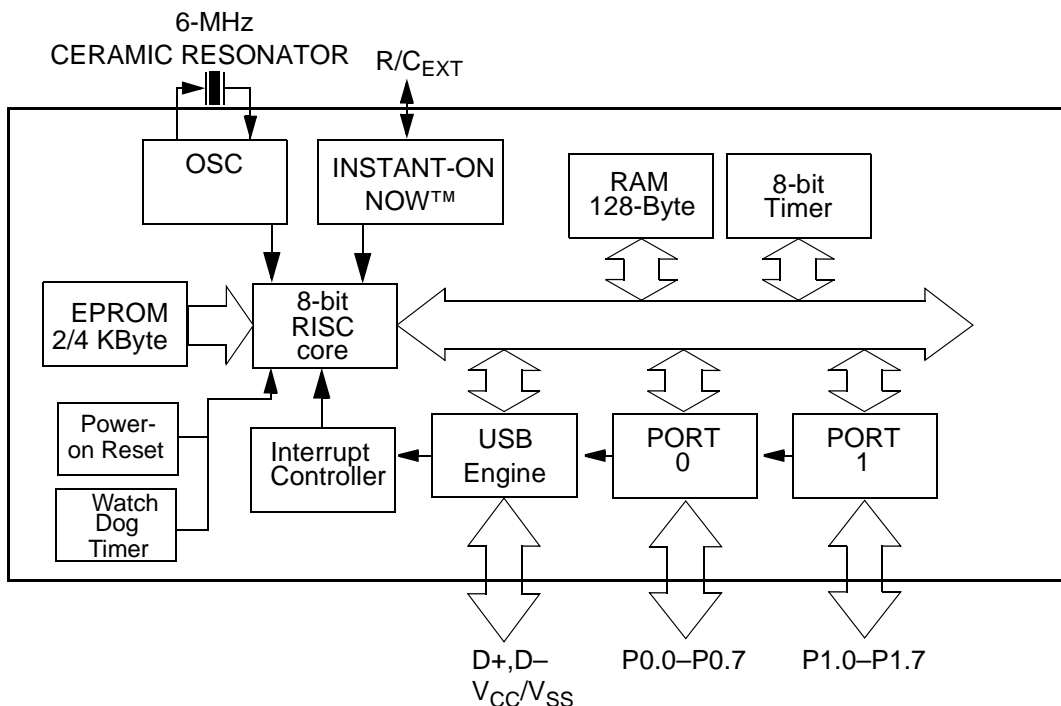 6-MHz
CERAMIC RESONATOR
R/CEXT
OSC
INSTANT-ON
NOW™
RAM
128-Byte
8-bit
Timer
EPROM
2/4 KByte
8-bit
RISC
core
Power-
on Reset
Interrupt
Controller
USB
Engine
PORT
0
PORT
1
Watch
Dog
Timer
D+,D–
VCC/VSS
P0.0–P0.7
P1.0–P1.7